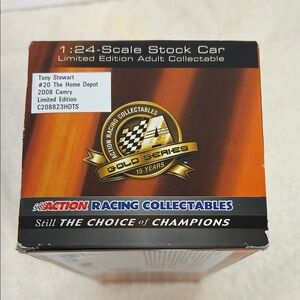 1:24-Scale Stock Car
Limited Edition Adult Collectable
Tony Stewart
#20 The Home Depot
2008 Camry
Limited Edition
C208823HDTS
ACTION RACING COLLECTABLES
GOLD SERIES
15 YEARS
ACTION RACING COLLECTABLES
Still THE CHOICE of CHAMPIONS